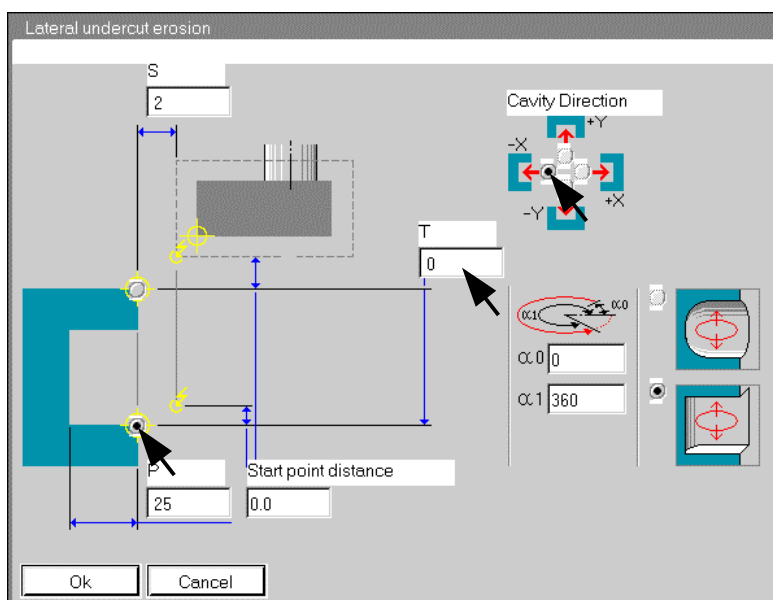 Lateral undercut erosion
S
2
Cavity Direction
+Y
-X
+X
-Y
T
0
α1
α0
α0 0
α1 360
P
25
Start point distance
0.0
Ok
Cancel